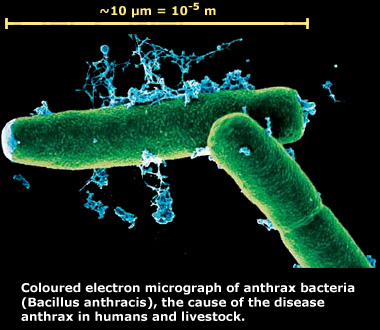 ~10 µm = 10⁻⁵ m
Coloured electron micrograph of anthrax bacteria
(Bacillus anthracis), the cause of the disease
anthrax in humans and livestock.